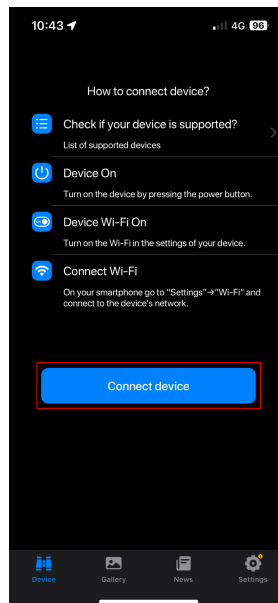 10:43
4G 96
How to connect device?
Check if your device is supported?
List of supported devices
Device On
Turn on the device by pressing the power button.
Device Wi-Fi On
Turn on the Wi-Fi in the settings of your device.
Connect Wi-Fi
On your smartphone go to "Settings"→"Wi-Fi" and
connect to the device's network.
Connect device
Device Gallery News Settings